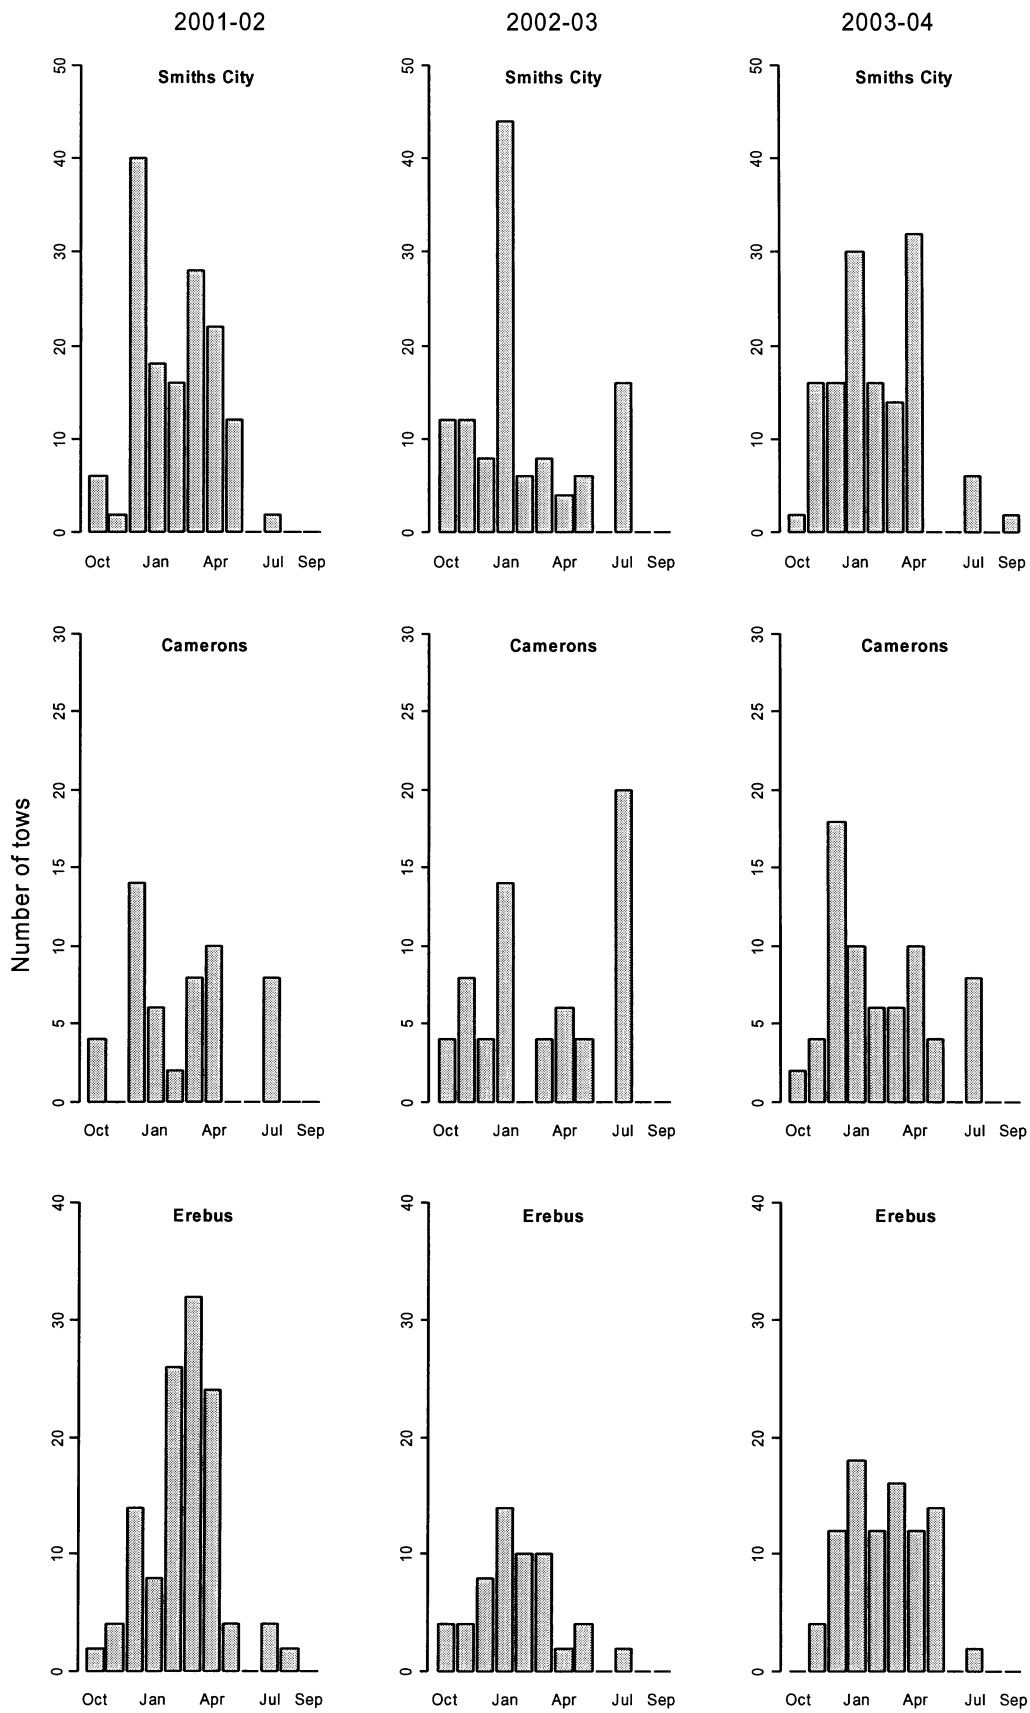 2001-02 2002-03 2003-04
Smiths City Smiths City Smiths City
50 50 50
40 40 40
30 30 30
20 20 20
10 10 10
0 0 0
Oct Jan Apr Jul Sep Oct Jan Apr Jul Sep Oct Jan Apr Jul Sep
Camerons Camerons Camerons
30 30 30
25 25 25
20 20 20
15 15 15
10 10 10
5 5 5
0 0 0
Number of tows
Oct Jan Apr Jul Sep Oct Jan Apr Jul Sep Oct Jan Apr Jul Sep
Erebus Erebus Erebus
40 40 40
30 30 30
20 20 20
10 10 10
0 0 0
Oct Jan Apr Jul Sep Oct Jan Apr Jul Sep Oct Jan Apr Jul Sep